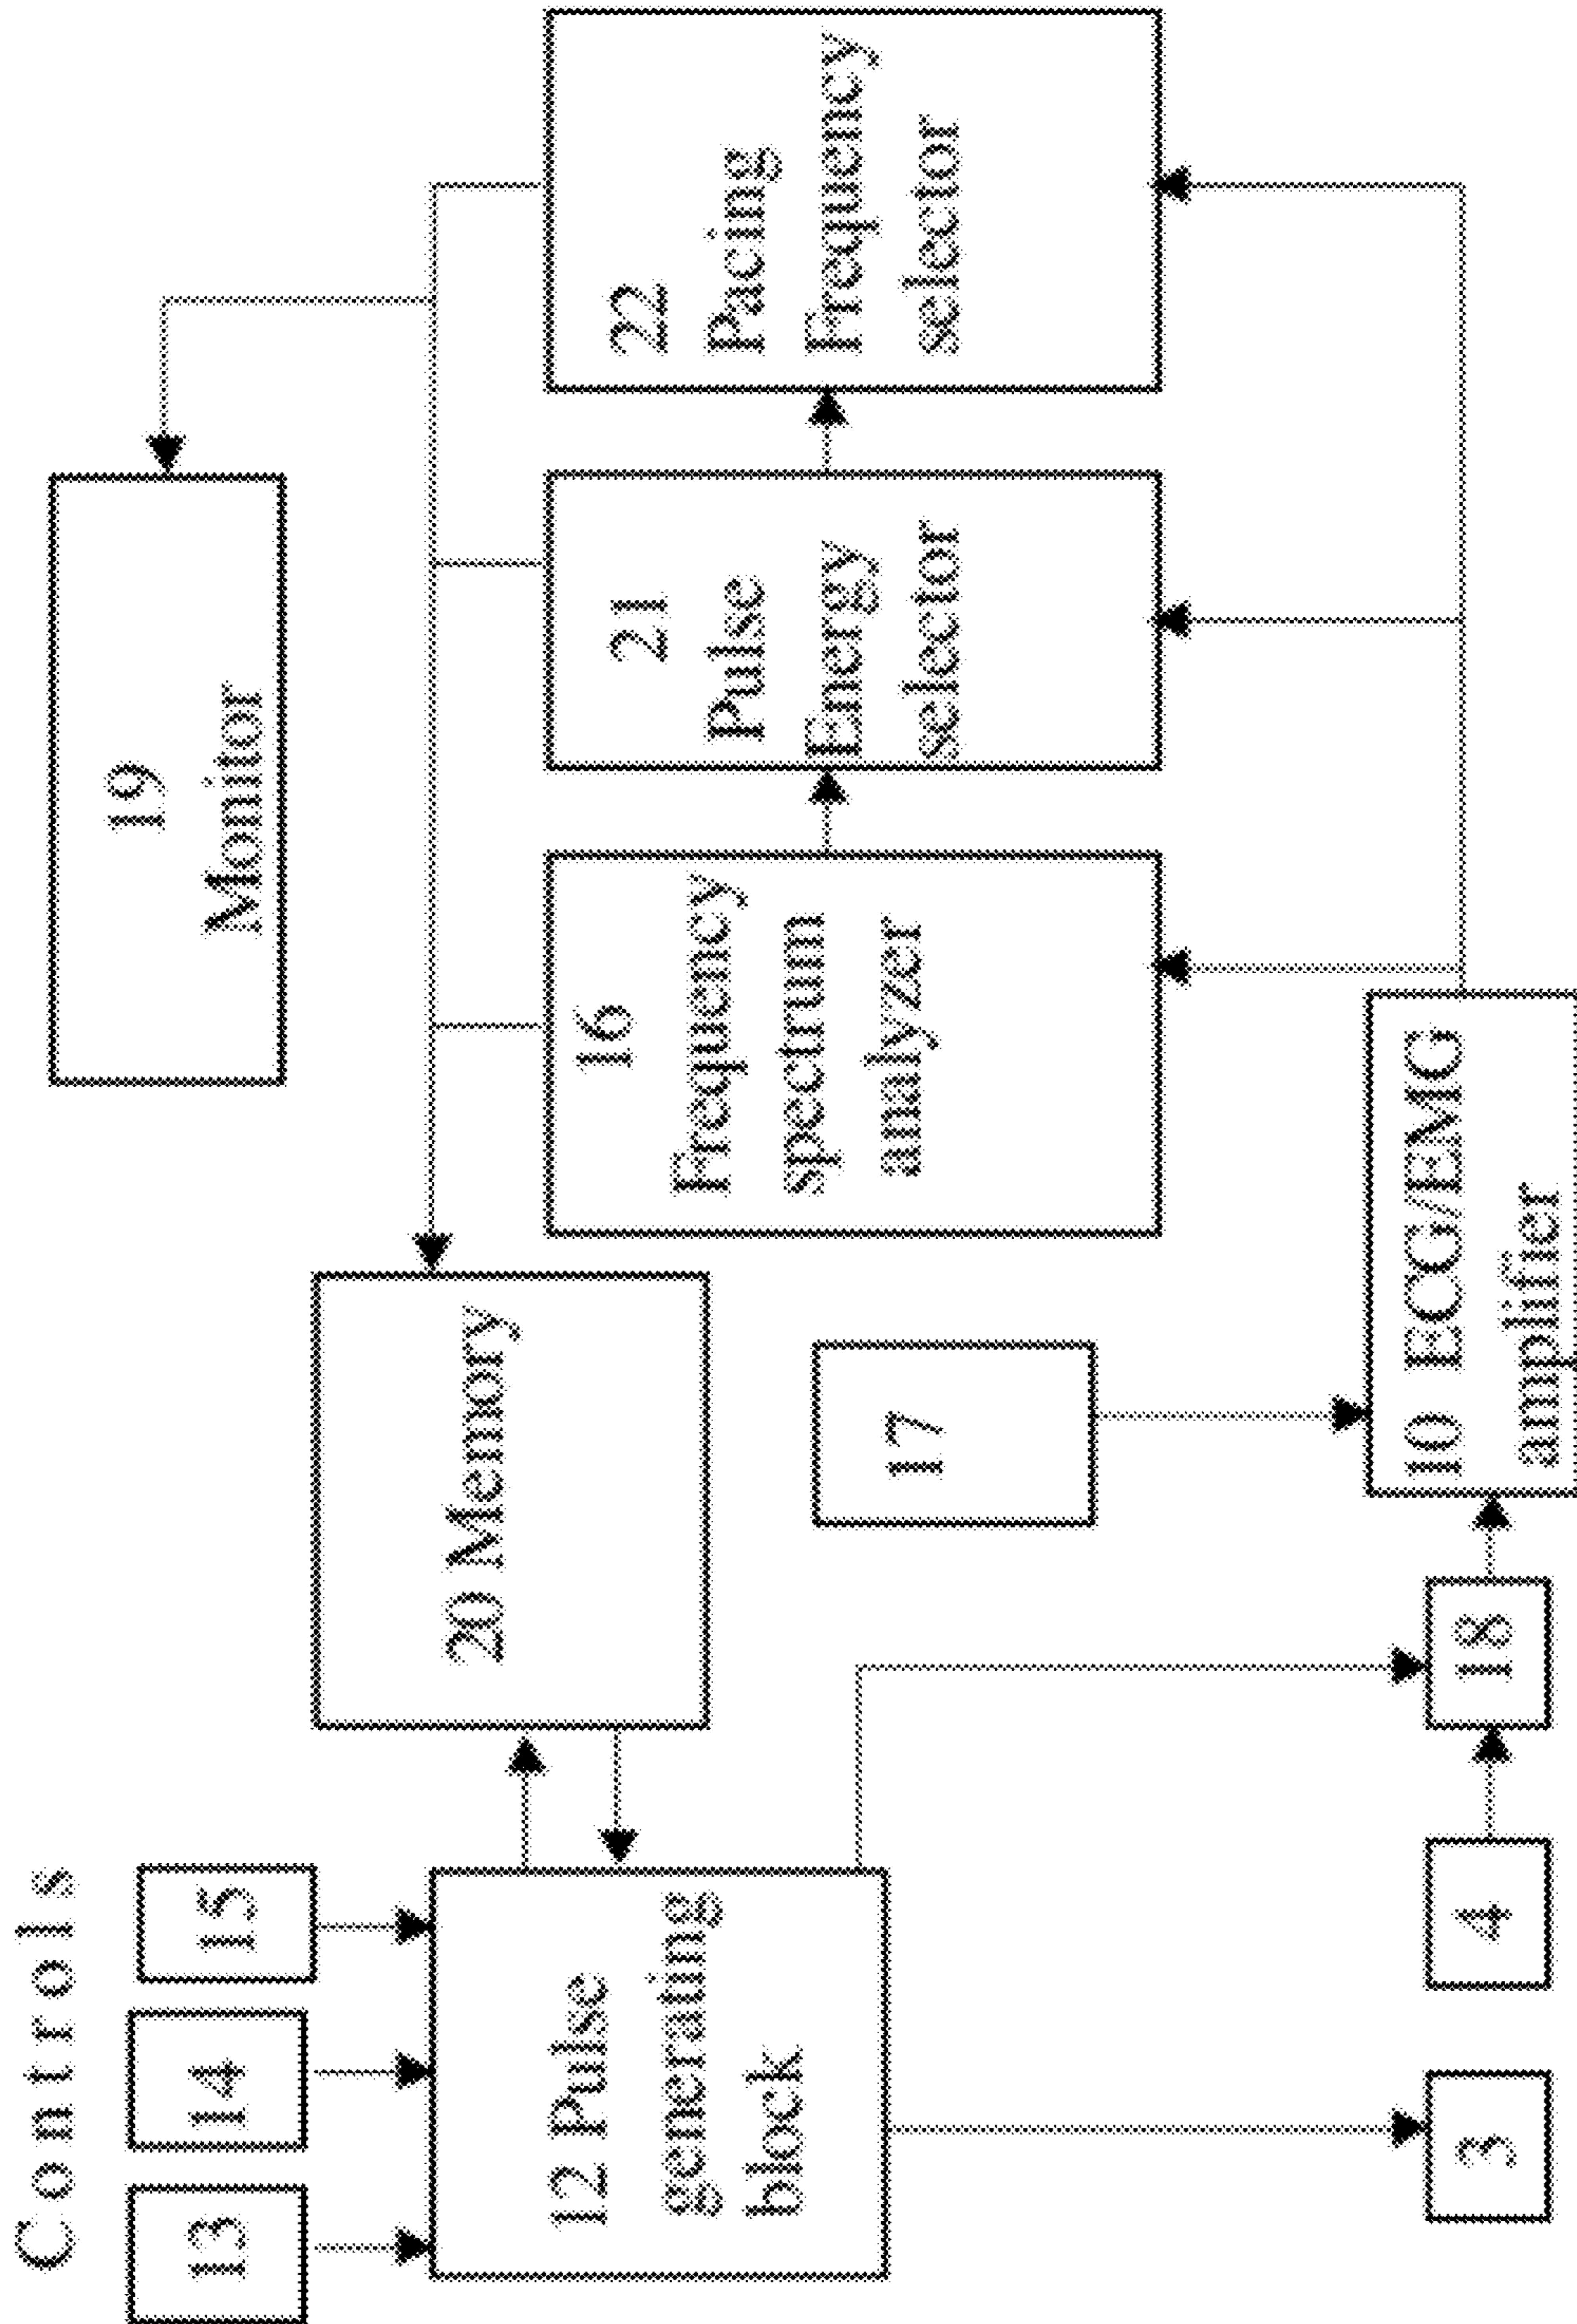 Controls
13
14
15
19
Monitor
12 Pulse
generating
block
20 Memory
16
Frequency
spectrum
analyzer
21
Pulse
Energy
selector
22
Pacing
Frequency
selector
17
3
4
18
10 ECG/EMG
amplifier